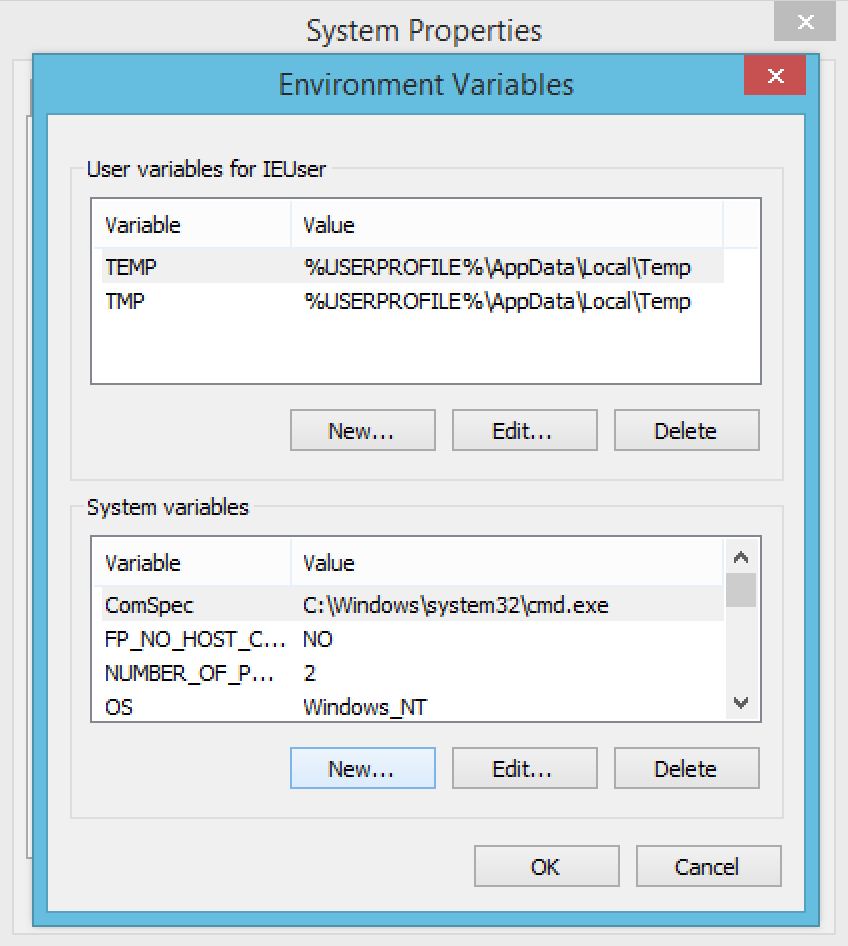 System Properties
Environment Variables
User variables for IEUser
Variable Value
TEMP %USERPROFILE%\AppData\Local\Temp
TMP %USERPROFILE%\AppData\Local\Temp
New... Edit... Delete
System variables
Variable Value
ComSpec C:\Windows\system32\cmd.exe
FP_NO_HOST_C... NO
NUMBER_OF_P... 2
OS Windows_NT
New... Edit... Delete
OK Cancel